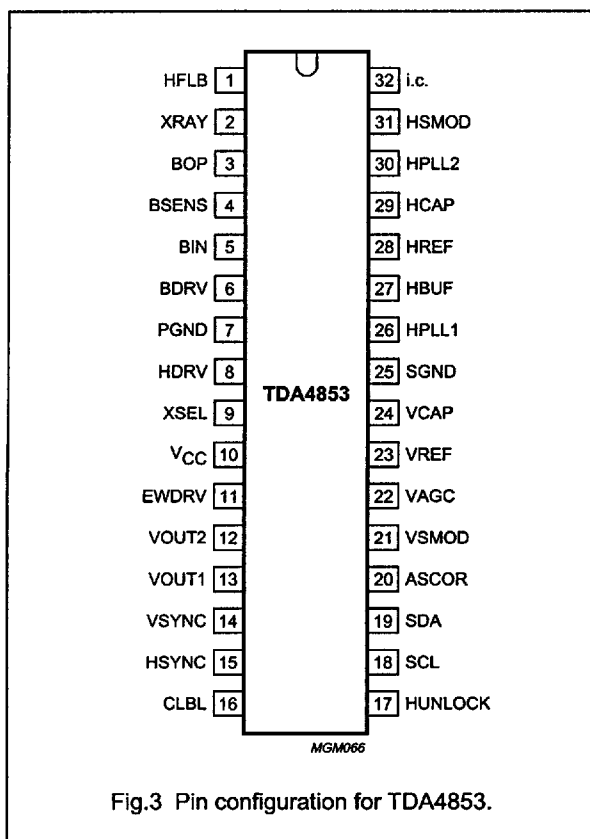 HFLB 1 32 i.c.
XRAY 2 31 HSMOD
BOP 3 30 HPLL2
BSENS 4 29 HCAP
BIN 5 28 HREF
BDRV 6 27 HBUF
PGND 7 26 HPLL1
HDRV 8 25 SGND
TDA4853
XSEL 9 24 VCAP
VCC 10 23 VREF
EWDRV 11 22 VAGC
VOUT2 12 21 VSMOD
VOUT1 13 20 ASCOR
VSYNC 14 19 SDA
HSYNC 15 18 SCL
CLBL 16 17 HUNLOCK
MGM066
Fig.3 Pin configuration for TDA4853.